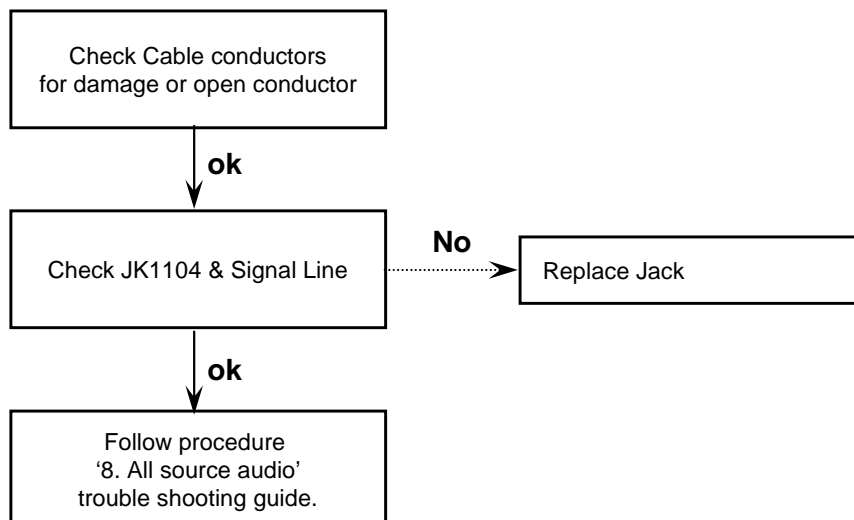 Check Cable conductors
for damage or open conductor
ok
Check JK1104 & Signal Line
No
Replace Jack
ok
Follow procedure
‘8. All source audio’
trouble shooting guide.